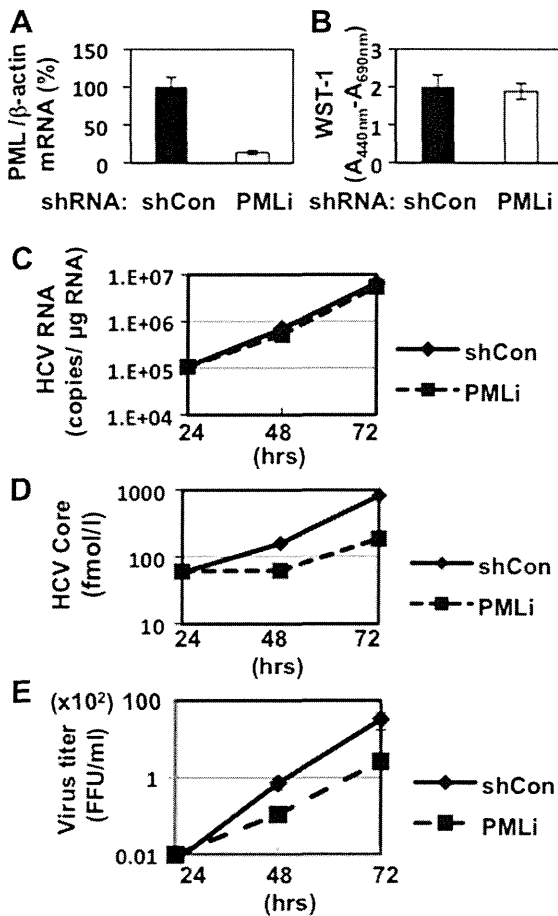 A
PML /β-actin
mRNA (%)
150
100
50
0
shRNA: shCon PMLi
B
WST-1
(A440nm-A690nm)
3
2
1
0
shRNA: shCon PMLi
C
HCV RNA
(copies/ μg RNA)
1.E+07
1.E+06
1.E+05
1.E+04
24 48 72
(hrs)
shCon
PMLi
D
HCV Core
(fmol/l)
1000
100
10
24 48 72
(hrs)
shCon
PMLi
E
(x10²)
Virus titer
(FFU/ml)
100
1
0.01
24 48 72
(hrs)
shCon
PMLi